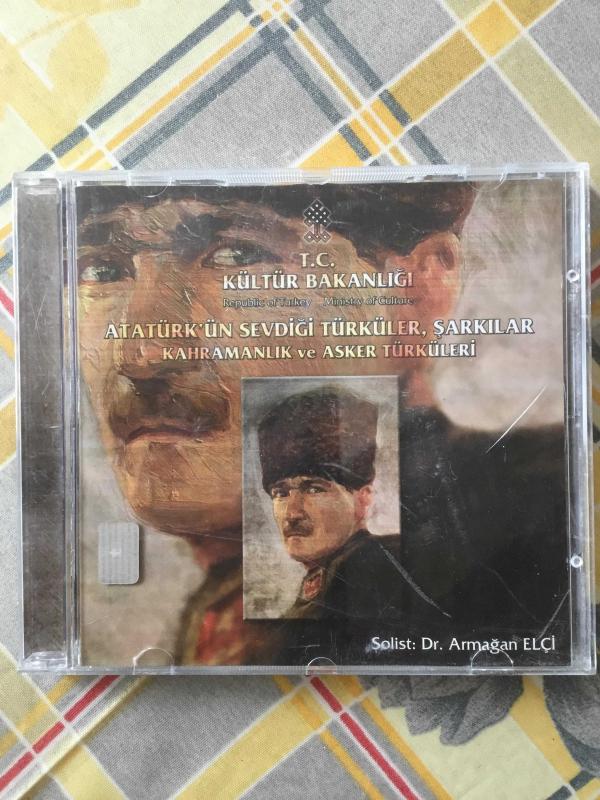 T.C.
KÜLTÜR BAKANLIĞI
Republic of Turkey Ministry of Culture
ATATÜRK'ÜN SEVDİĞİ TÜRKÜLER, ŞARKILAR
KAHRAMANLIK ve ASKER TÜRKÜLERİ
Solist: Dr. Armağan ELÇİ